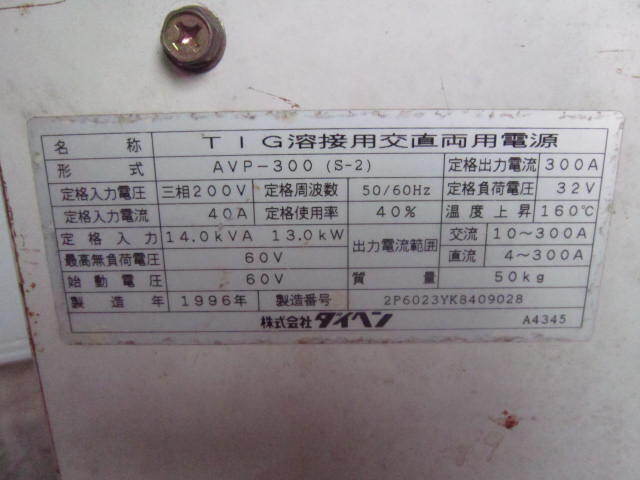 名称 TIG溶接用交直両用電源
形式 AVP-300 (S-2) 定格出力電流 300A
定格入力電圧 三相200V 定格周波数 50/60Hz 定格負荷電圧 32V
定格入力電流 40A 定格使用率 40% 温度上昇 160℃
定格入力 14.0kVA 13.0kW 出力電流範囲 交流 10~300A
最高無負荷電圧 60V 直流 4~300A
始動電圧 60V 質量 50kg
製造年 1996年 製造番号 2P6023YK8409028
株式会社ダイヘン A4345